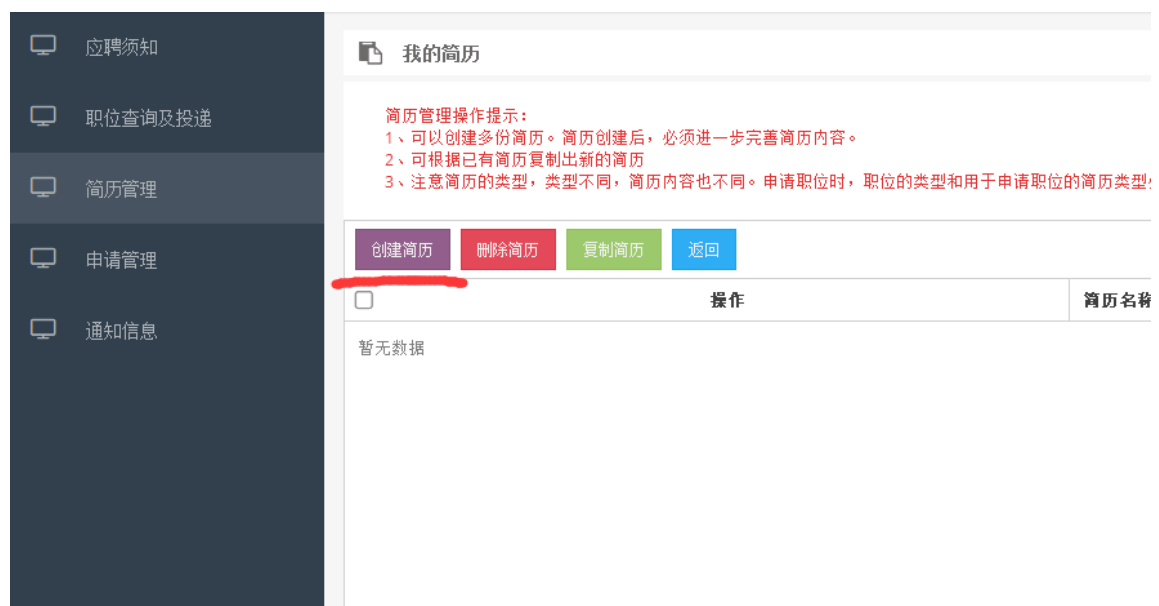 应聘须知
职位查询及投递
简历管理
申请管理
通知信息
我的简历
简历管理操作提示：
1、可以创建多份简历。简历创建后，必须进一步完善简历内容。
2、可根据已有简历复制出新的简历
3、注意简历的类型，类型不同，简历内容也不同。申请职位时，职位的类型和用于申请职位的简历类型
创建简历 删除简历 复制简历 返回
操作 简历名称
暂无数据